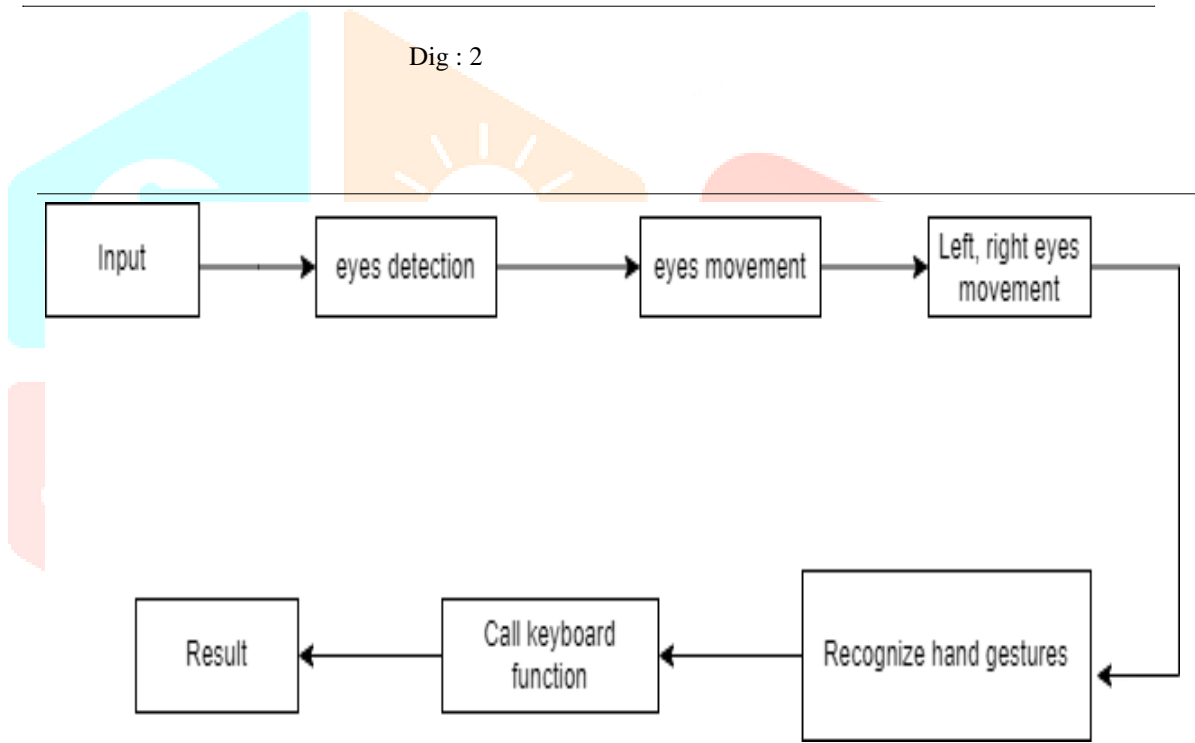 Dig : 2
Input
eyes detection
eyes movement
Left, right eyes
movement
Recognize hand gestures
Call keyboard
function
Result